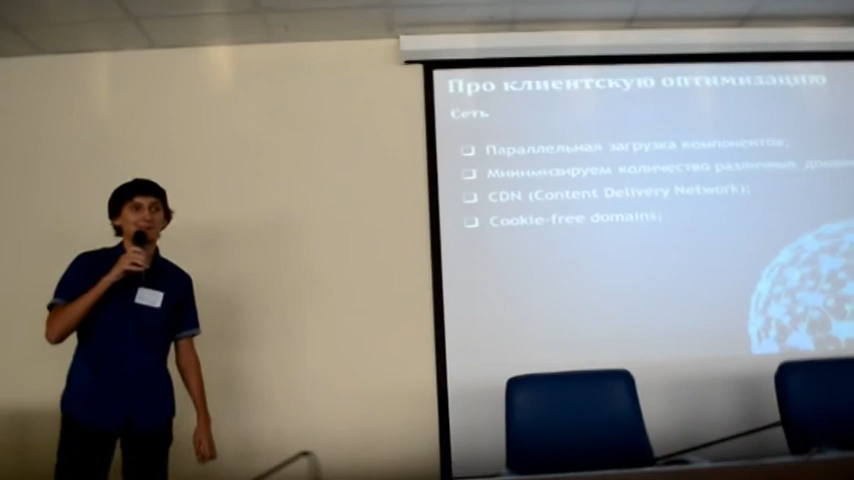 Про клиентскую оптимизацию
Сеть
Параллельная загрузка компонентов;
Минимизируем количество различных
CDN (Content Delivery Network);
Cookie-free domains;